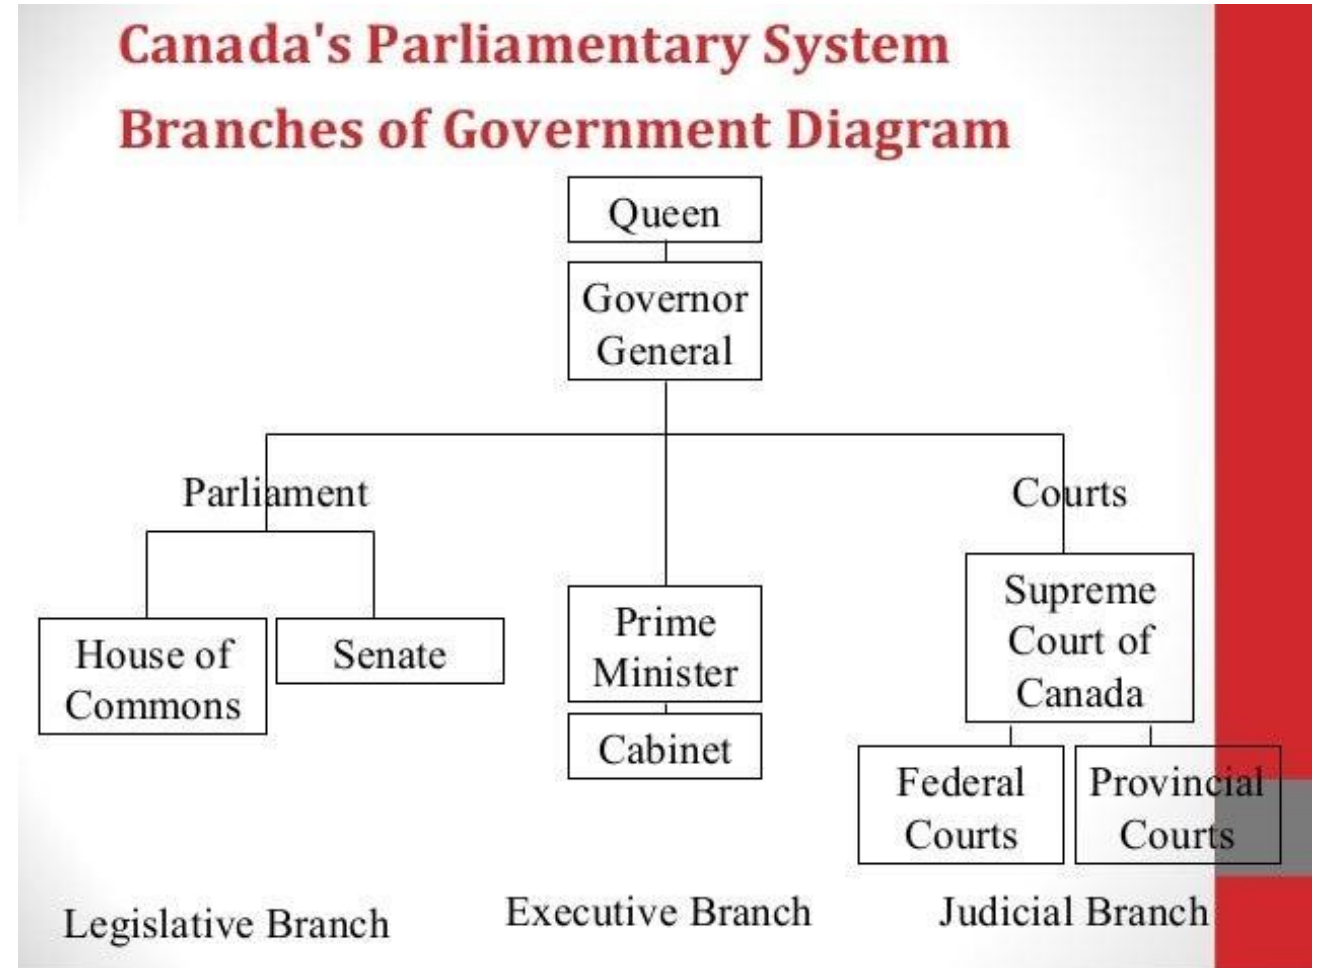 Canada's Parliamentary System
Branches of Government Diagram
Queen
Governor
General
Parliament
Courts
House of
Commons
Senate
Prime
Minister
Cabinet
Supreme
Court of
Canada
Federal
Courts
Provincial
Courts
Legislative Branch
Executive Branch
Judicial Branch